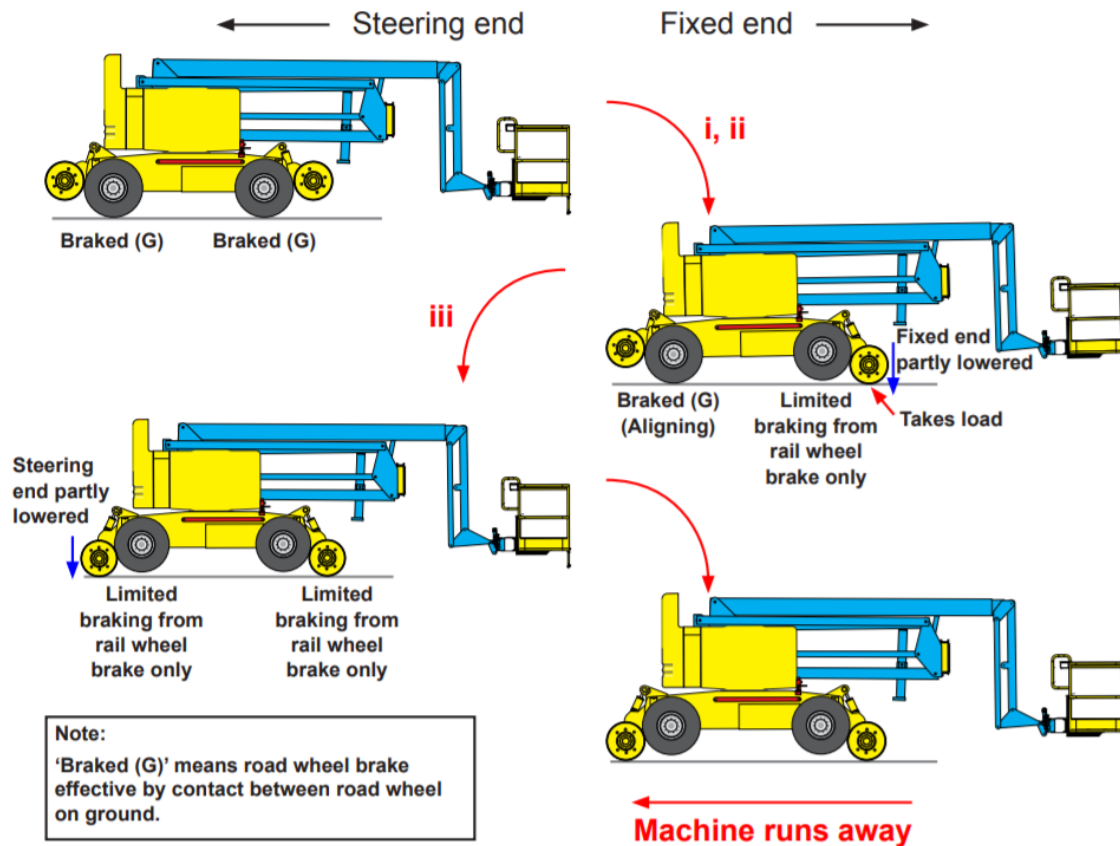 Steering end
Fixed end
Braked (G)
Braked (G)
i, ii
Fixed end
partly lowered
Takes load
Braked (G)
(Aligning)
Limited
braking from
rail wheel
brake only
iii
Steering
end partly
lowered
Limited
braking from
rail wheel
brake only
Limited
braking from
rail wheel
brake only
Machine runs away
Note:
‘Braked (G)’ means road wheel brake
effective by contact between road wheel
on ground.